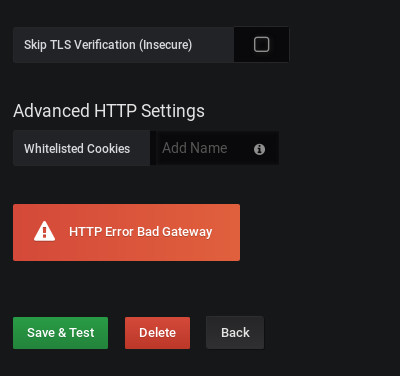 Skip TLS Verification (Insecure)
Advanced HTTP Settings
Whitelisted Cookies Add Name
HTTP Error Bad Gateway
Save & Test Delete Back